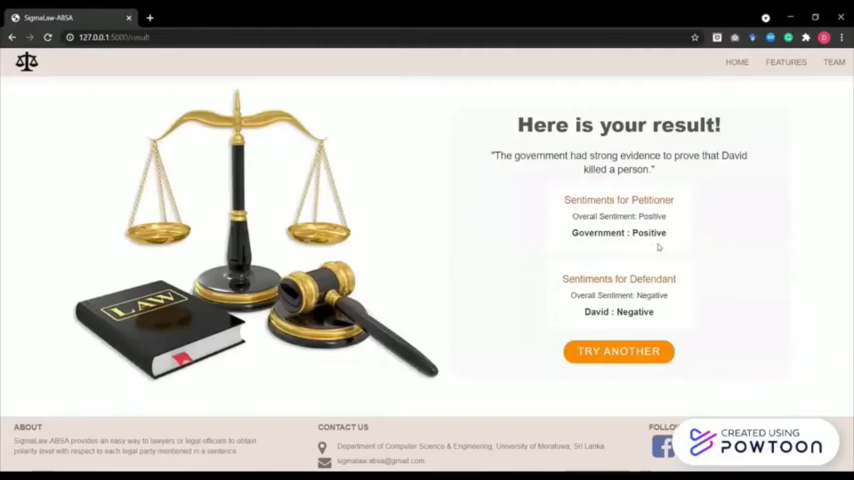 SigmaLaw-ABSA
127.0.0.1:5000/result
HOME FEATURES TEAM
LAW
Here is your result!
"The government had strong evidence to prove that David
killed a person."
Sentiments for Petitioner
Overall Sentiment: Positive
Government : Positive
Sentiments for Defendant
Overall Sentiment: Negative
David : Negative
TRY ANOTHER
ABOUT
SigmaLaw-ABSA provides an easy way to lawyers or legal officials to obtain
polarity level with respect to each legal party mentioned in a sentence.
CONTACT US
Department of Computer Science & Engineering, University of Moratuwa, Sri Lanka.
sigmalaw.absa@gmail.com
FOLLOW
CREATED USING
POWTOON